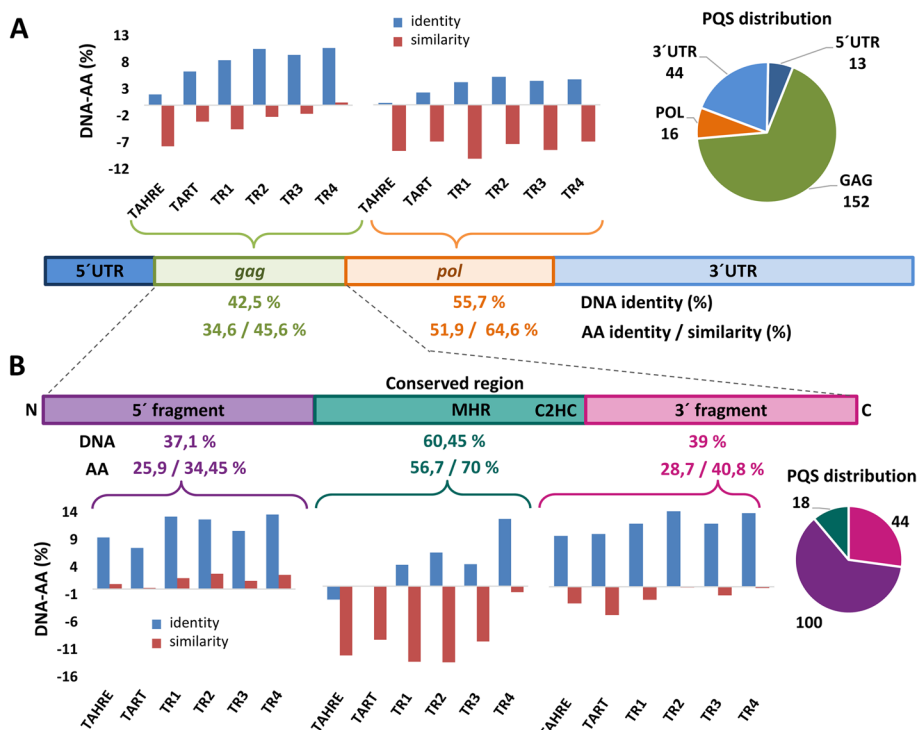 A
DNA-AA (%)
13
8
3
-2
-7
-12
identity
similarity
TAHRE
TART
TR1
TR2
TR3
TR4
TAHRE
TART
TR1
TR2
TR3
TR4
PQS distribution
3´UTR
44
5´UTR
13
POL
16
GAG
152
5´UTR
gag
pol
3´UTR
42,5 %
55,7 %
DNA identity (%)
34,6 / 45,6 %
51,9 / 64,6 %
AA identity / similarity (%)
B
Conserved region
N
5´ fragment
MHR
C2HC
3´ fragment
C
DNA
37,1 %
60,45 %
39 %
AA
25,9 / 34,45 %
56,7 / 70 %
28,7 / 40,8 %
DNA-AA (%)
14
9
4
-1
-6
-11
-16
identity
similarity
TAHRE
TART
TR1
TR2
TR3
TR4
TAHRE
TART
TR1
TR2
TR3
TR4
TAHRE
TART
TR1
TR2
TR3
TR4
PQS distribution
18
44
100